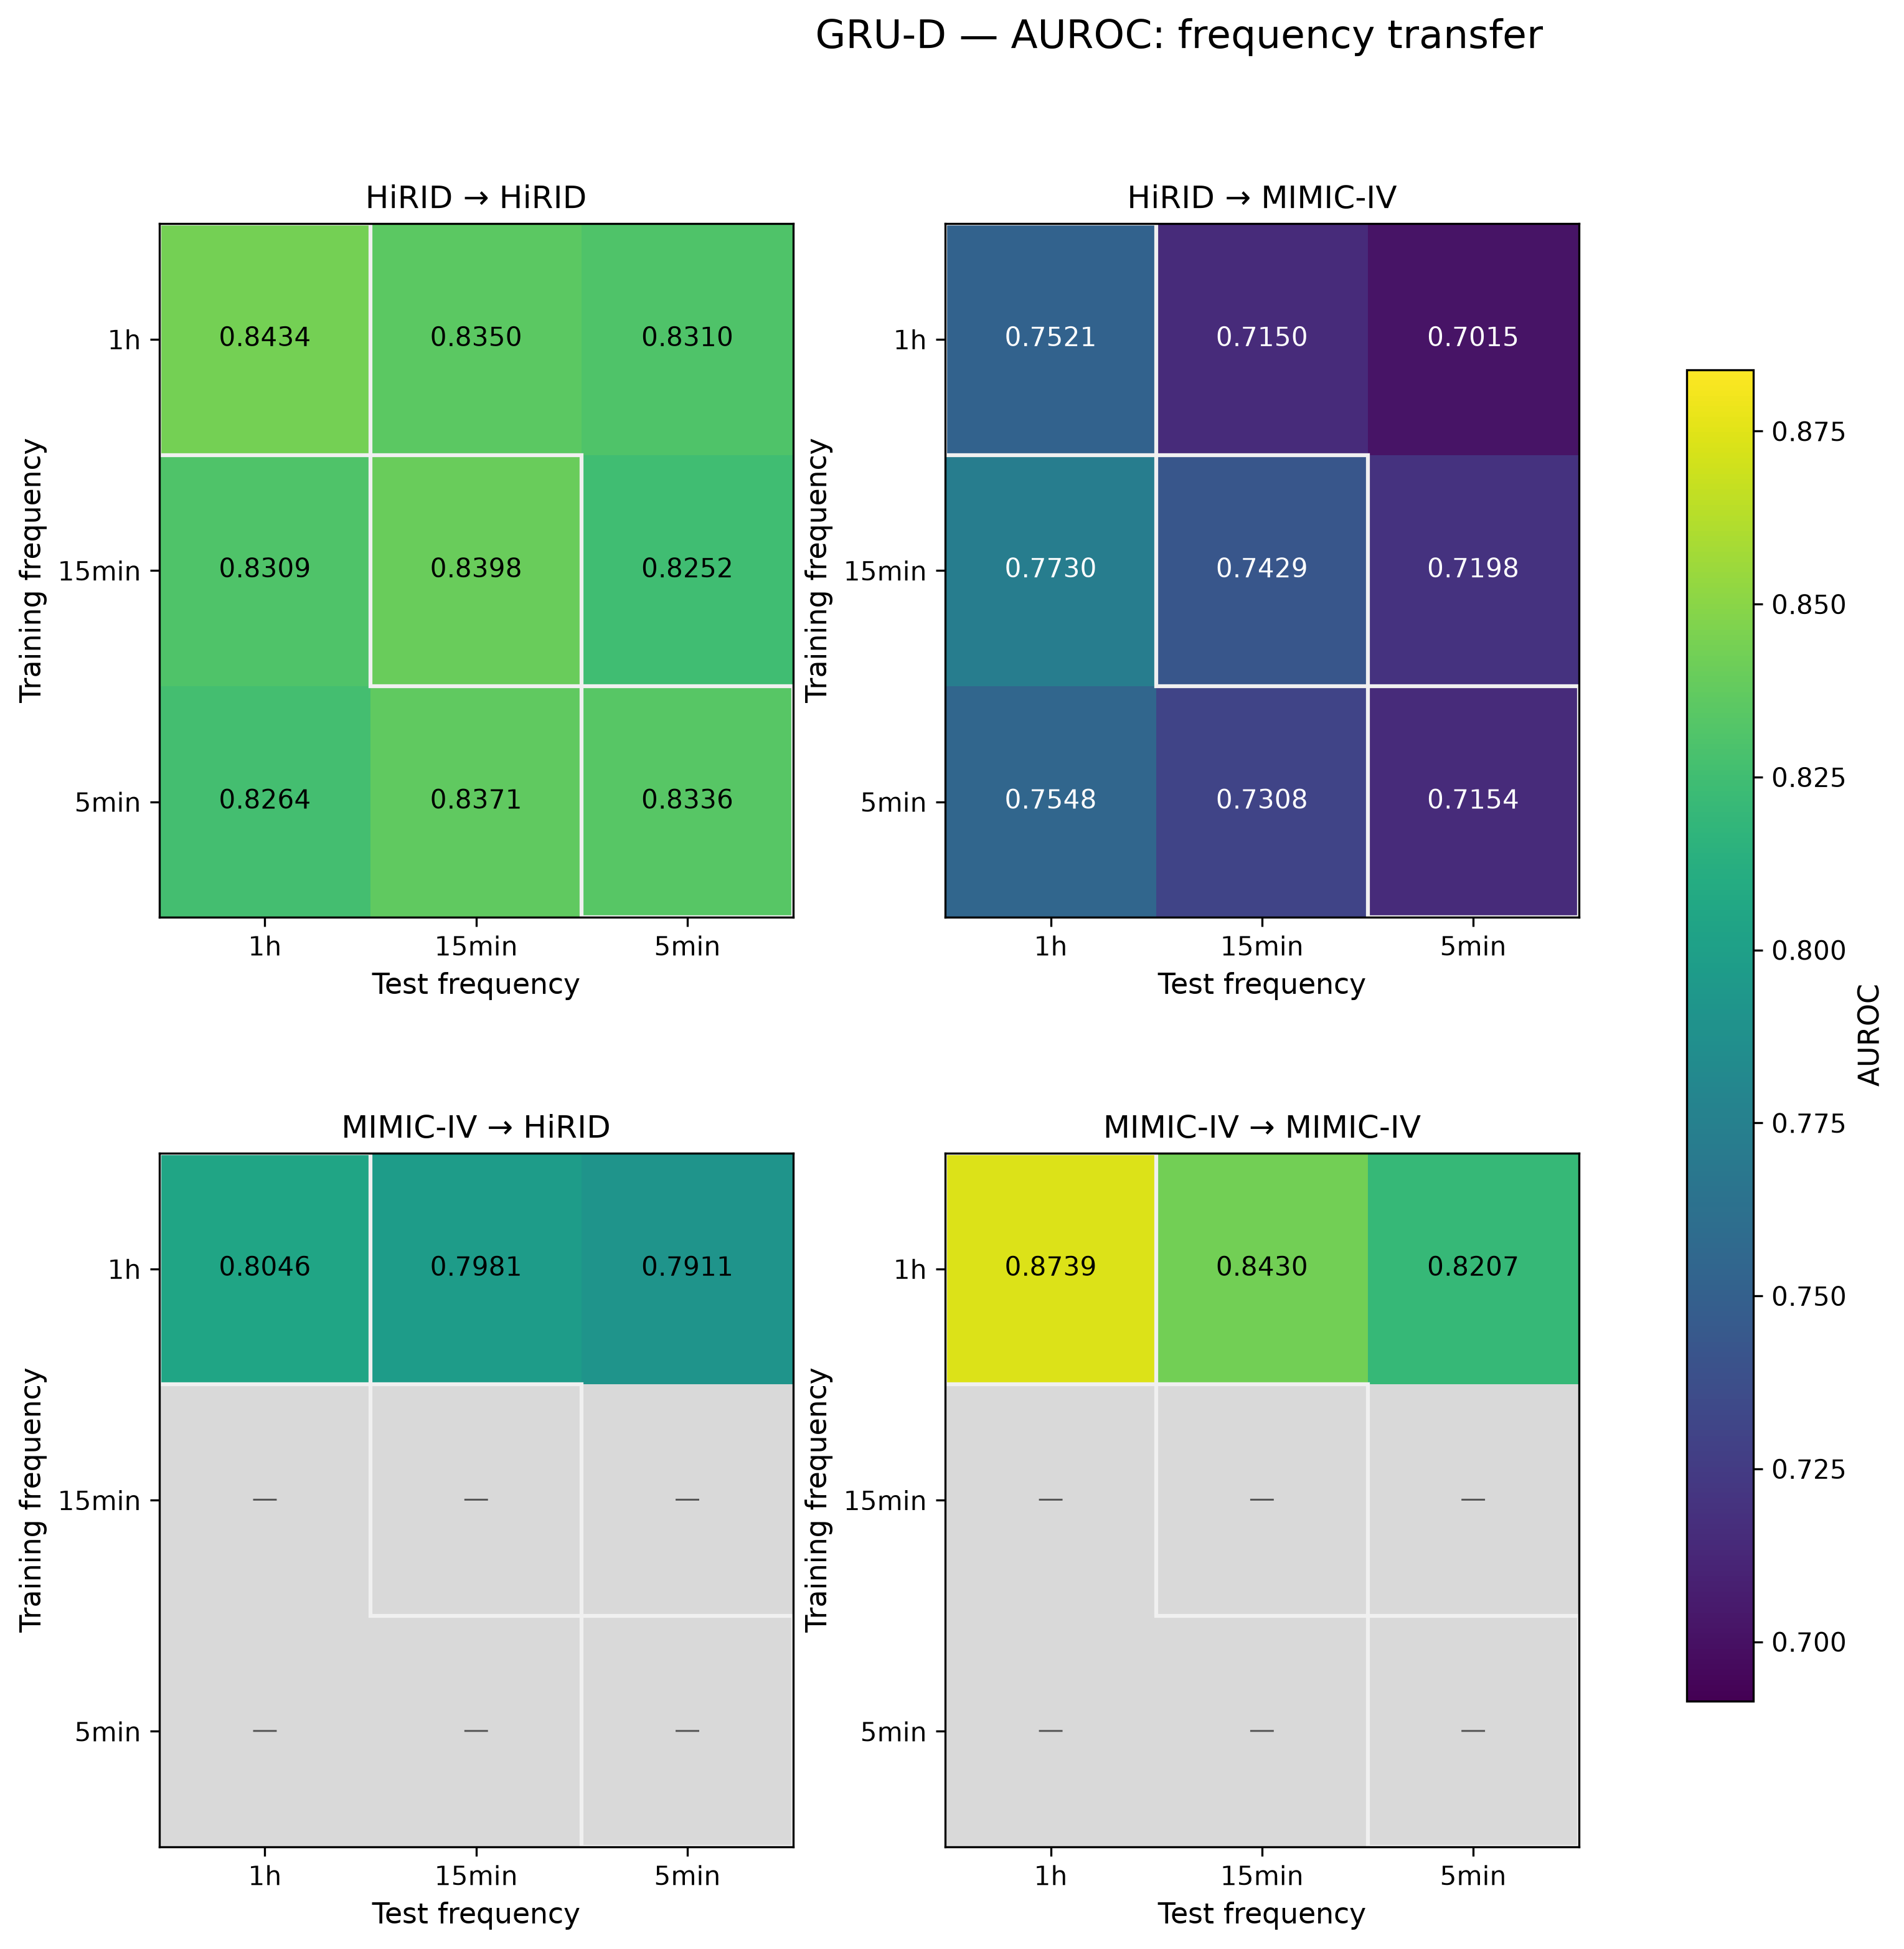 GRU-D — AUROC: frequency transfer
HiRID → HiRID
Training frequency
1h
0.8434 0.8350 0.8310
15min
0.8309 0.8398 0.8252
5min
0.8264 0.8371 0.8336
1h 15min 5min
Test frequency
HiRID → MIMIC-IV
Training frequency
1h
0.7521 0.7150 0.7015
15min
0.7730 0.7429 0.7198
5min
0.7548 0.7308 0.7154
1h 15min 5min
Test frequency
MIMIC-IV → HiRID
Training frequency
1h
0.8046 0.7981 0.7911
15min
— — —
5min
— — —
1h 15min 5min
Test frequency
MIMIC-IV → MIMIC-IV
Training frequency
1h
0.8739 0.8430 0.8207
15min
— — —
5min
— — —
1h 15min 5min
Test frequency
0.875
0.850
0.825
0.800
0.775
0.750
0.725
0.700
AUROC